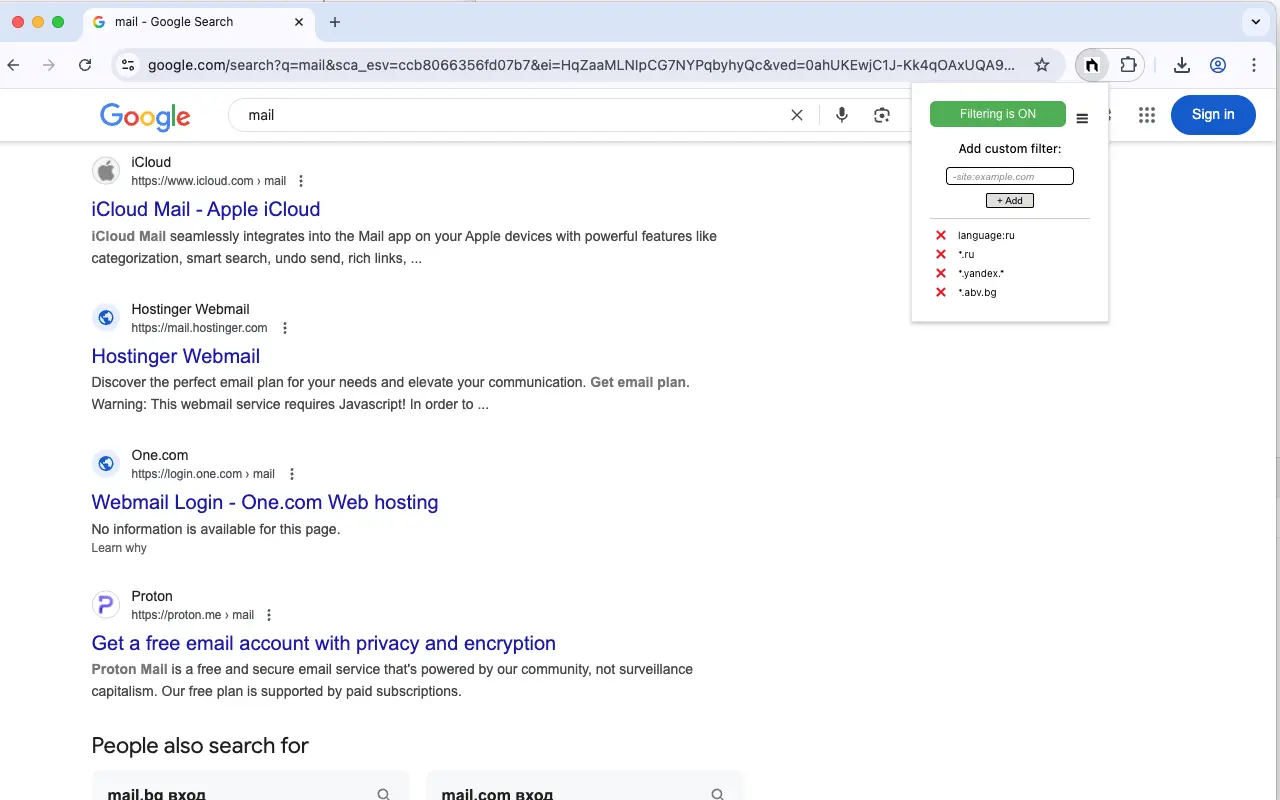 mail - Google Search
google.com/search?q=mail&sca_esv=ccb8066356fd07b7&ei=HqZaaMLNIpCG7NYPqbyhyQc&ved=0ahUKEwjC1J-Kk4qOAxUQA9...
Google
mail
Sign in
Filtering is ON
Add custom filter:
-site:example.com
+ Add
language:ru
*.ru
*.yandex.*
*.abv.bg
iCloud
https://www.icloud.com › mail
iCloud Mail - Apple iCloud
iCloud Mail seamlessly integrates into the Mail app on your Apple devices with powerful features like
categorization, smart search, undo send, rich links, ...
Hostinger Webmail
https://mail.hostinger.com
Hostinger Webmail
Discover the perfect email plan for your needs and elevate your communication. Get email plan.
Warning: This webmail service requires Javascript! In order to ...
One.com
https://login.one.com › mail
Webmail Login - One.com Web hosting
No information is available for this page.
Learn why
Proton
https://proton.me › mail
Get a free email account with privacy and encryption
Proton Mail is a free and secure email service that's powered by our community, not surveillance
capitalism. Our free plan is supported by paid subscriptions.
People also search for
mail.bg вход
mail.com вход